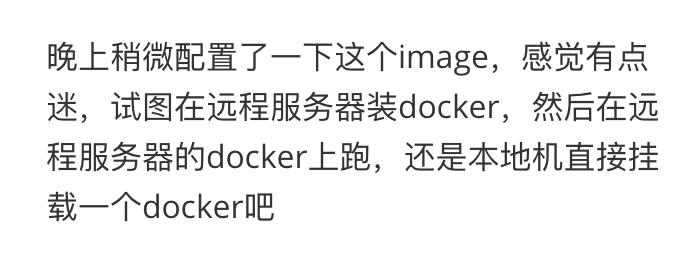 晚上稍微配置了一下这个image，感觉有点
迷，试图在远程服务器装docker，然后在远
程服务器的docker上跑，还是本地机直接挂
载一个docker吧